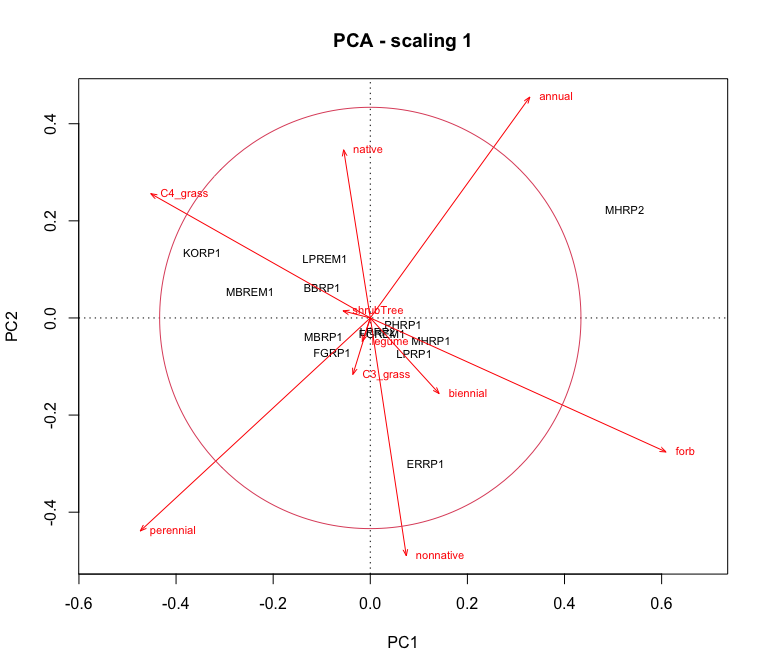 PCA - scaling 1
annual
native
C4_grass
MHRP2
KORP1
LPREM1
BBRP1
MBREM1
shrubTree
PHRP1
FGREM1
MBRP1
legume
MHRP1
FGRP1
LPRP1
C3_grass
biennial
forb
ERRP1
perennial
nonnative
PC2
0.4
0.2
0.0
-0.2
-0.4
-0.6 -0.4 -0.2 0.0 0.2 0.4 0.6
PC1